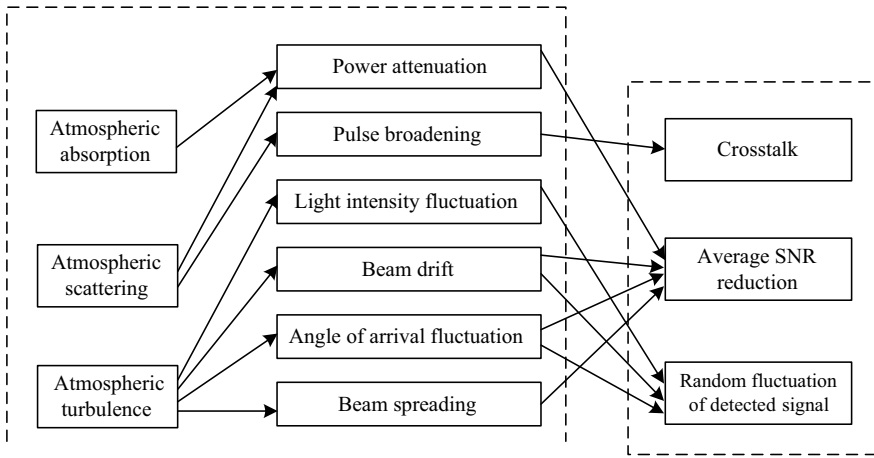 Atmospheric
absorption
Atmospheric
scattering
Atmospheric
turbulence
Power attenuation
Pulse broadening
Light intensity fluctuation
Beam drift
Angle of arrival fluctuation
Beam spreading
Crosstalk
Average SNR
reduction
Random fluctuation
of detected signal